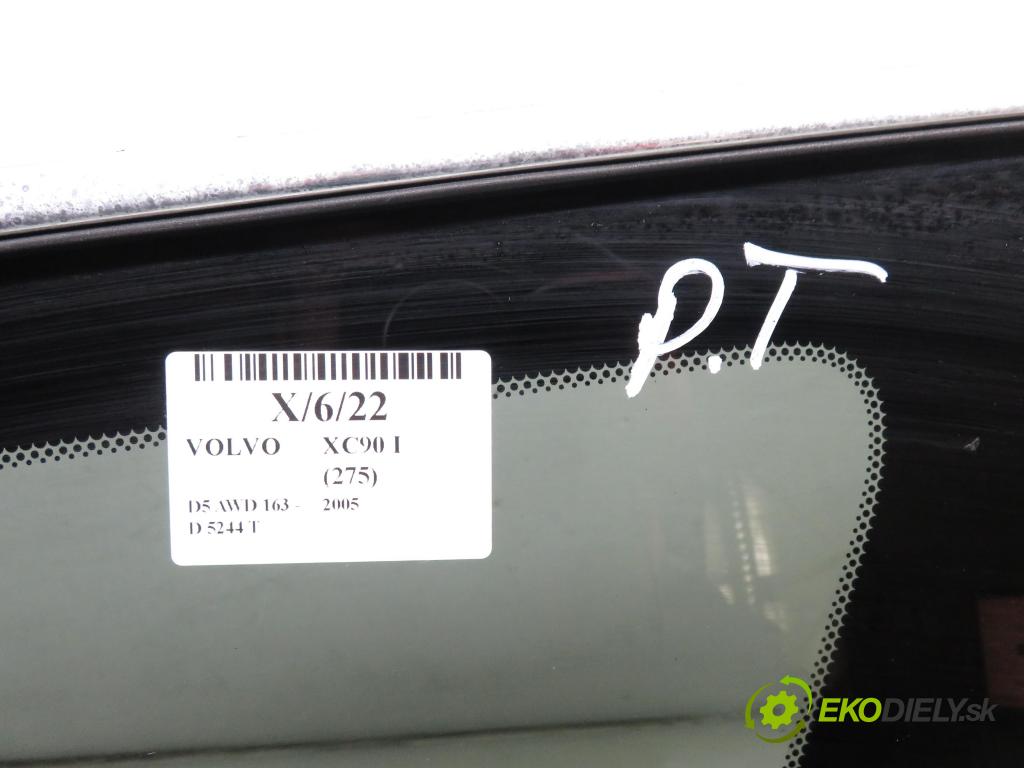 P.T
X/6/22
VOLVO XC90 I
(275)
D5 AWD 163 - 2005
D 5244 T
EKODIELY.sk